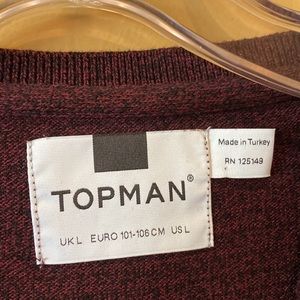 TOPMAN®
UK L EURO 101-106 CM US L
Made in Turkey
RN 125149